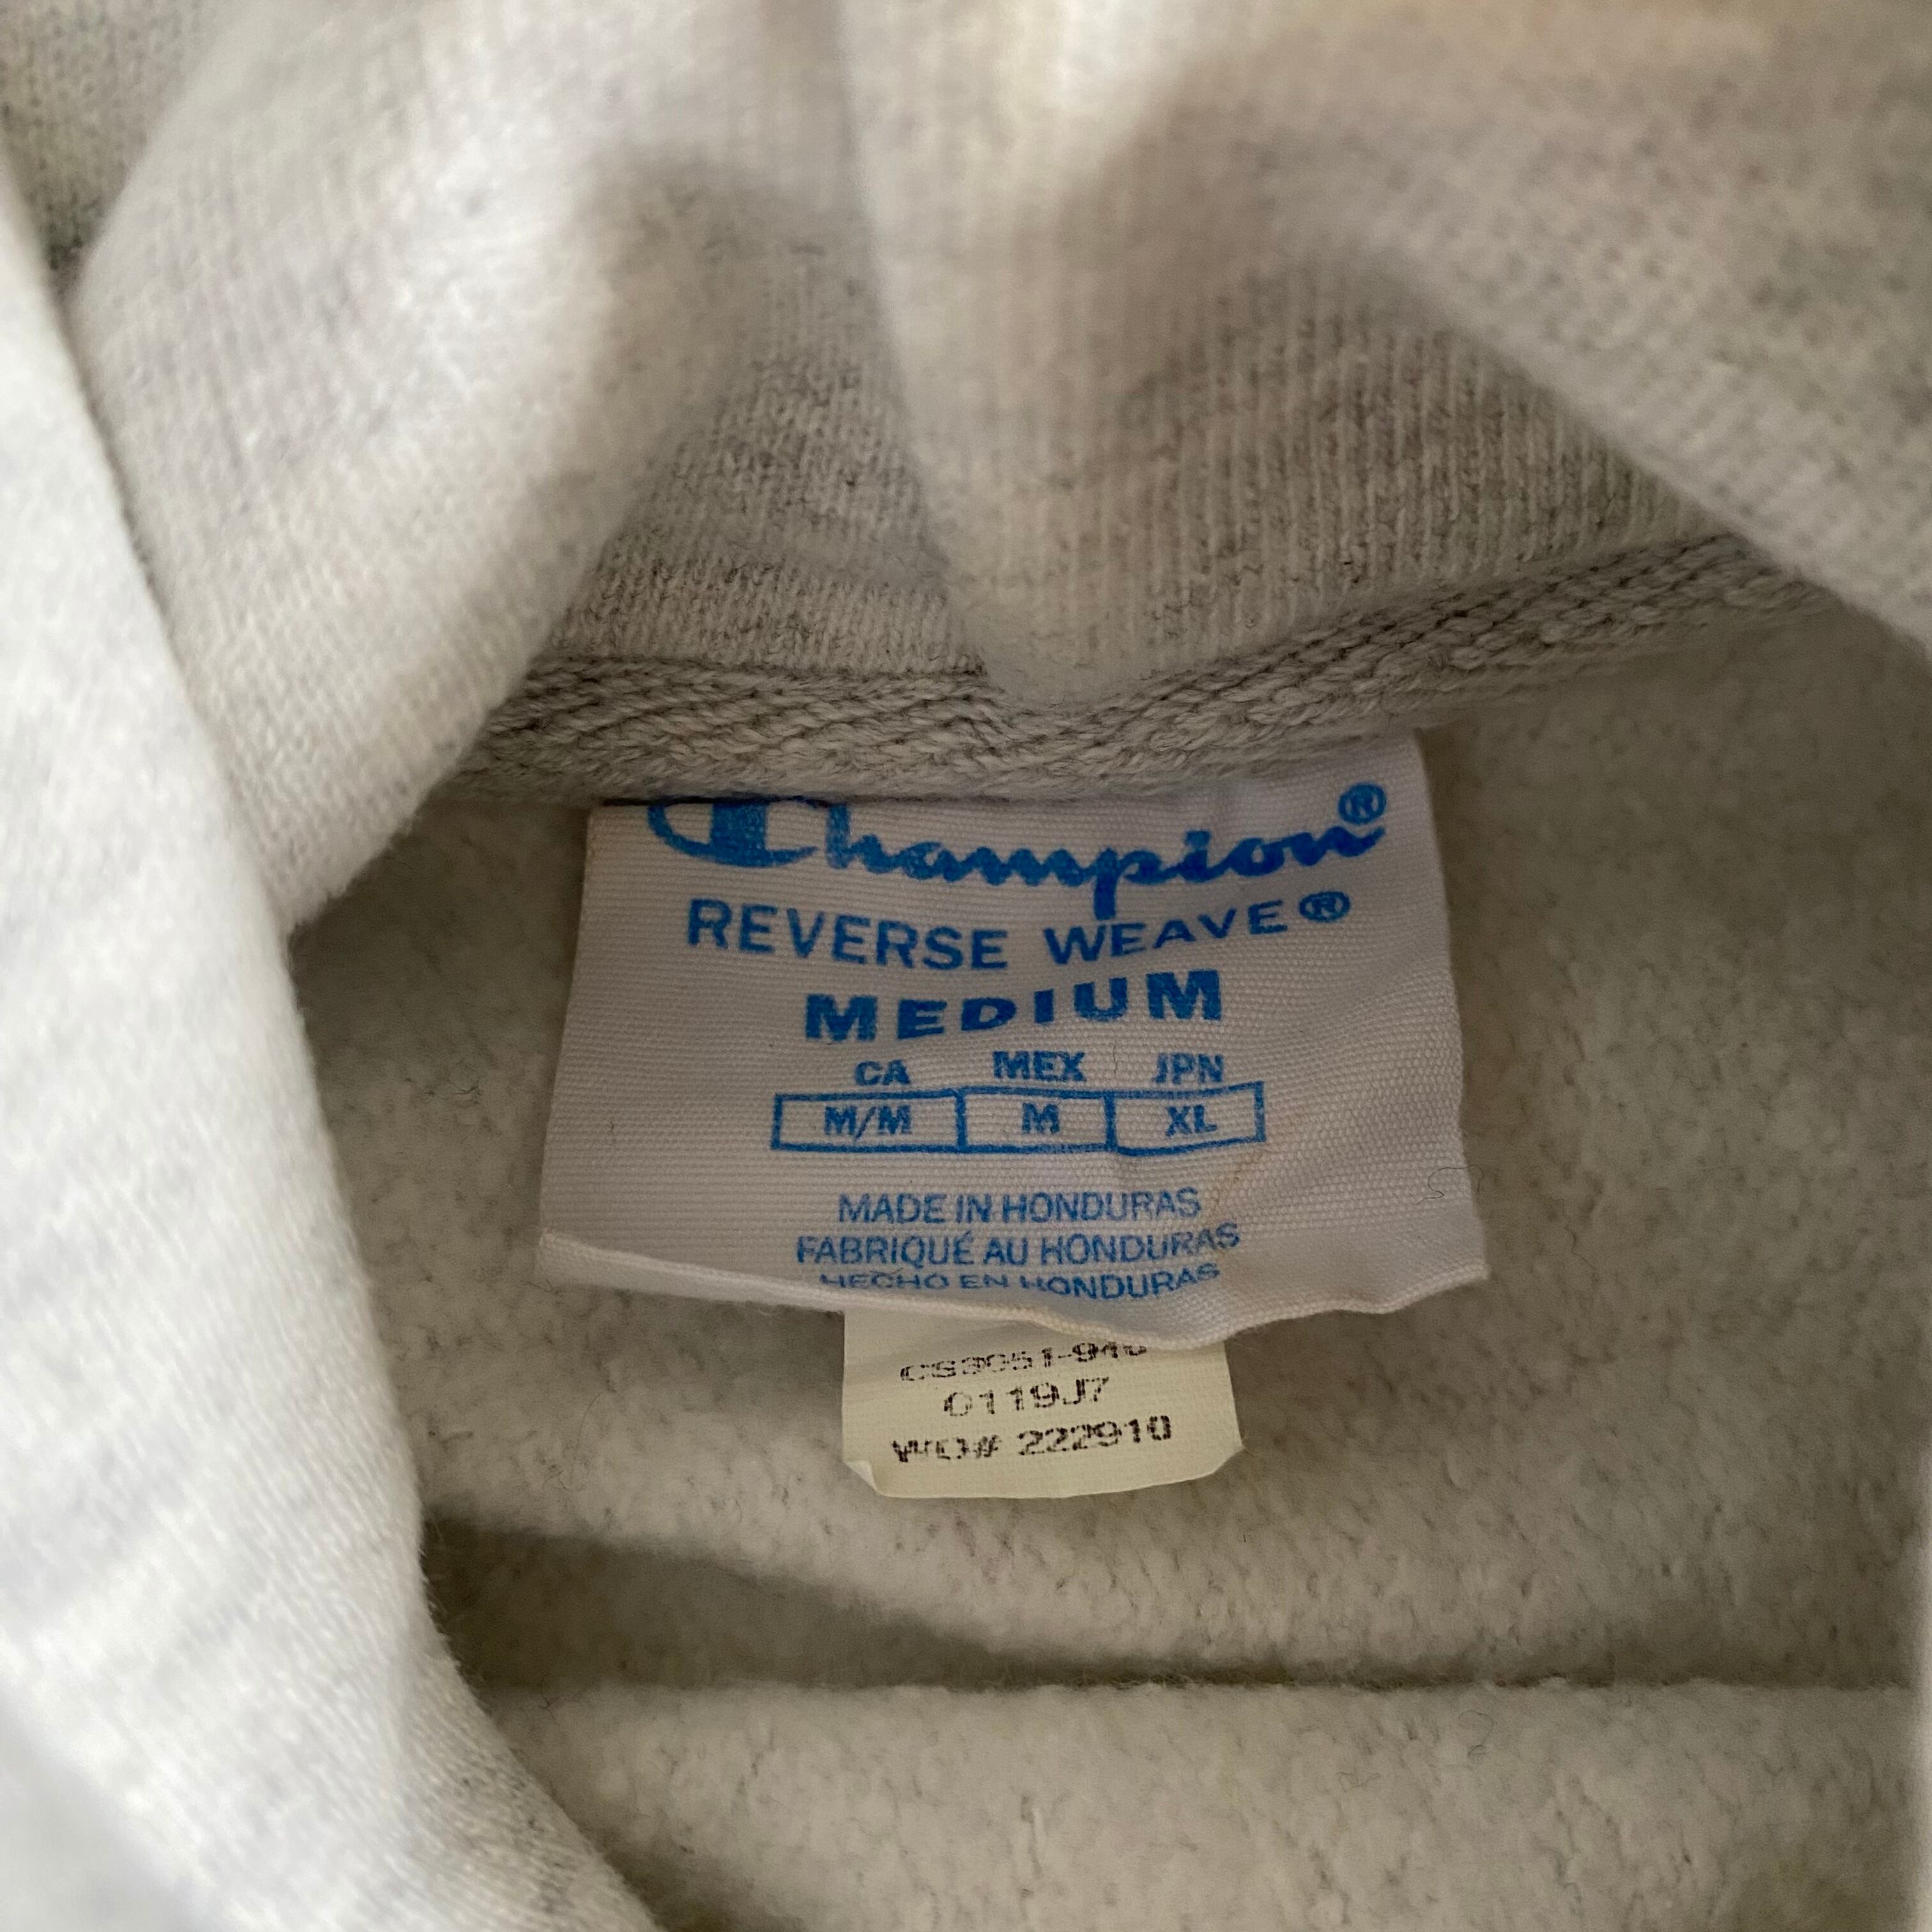 Champion®
REVERSE WEAVE®
MEDIUM
CA MEX JPN
M/M M XL
MADE IN HONDURAS
FABRIQUÉ AU HONDURAS
HECHO EN HONDURAS
0119J7
WO# 222910